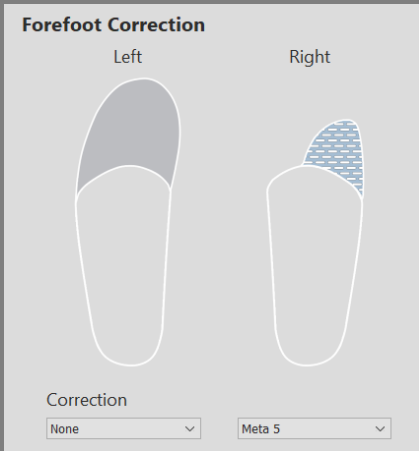 Forefoot Correction
Left
Right
Correction
None
Meta 5